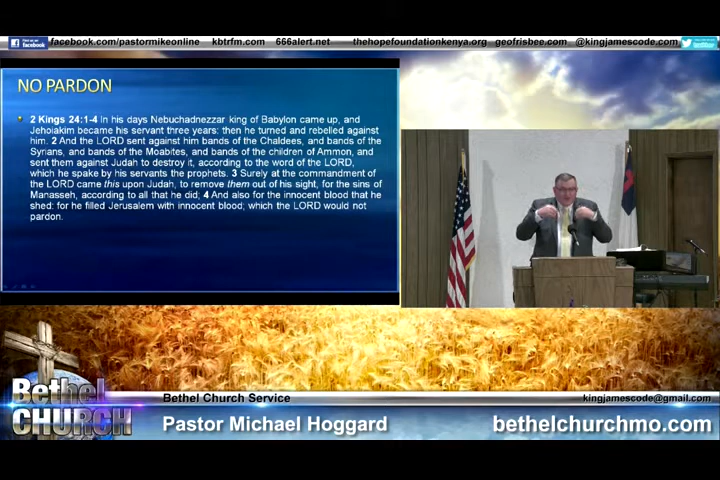 facebook.com/pastormikeonline kbtrfm.com 666alert.net thehopefoundationkenya.org geofrisbee.com @kingjamescode.com
NO PARDON
2 Kings 24:1-4 In his days Nebuchadnezzar king of Babylon came up, and
Jehoiakim became his servant three years: then he turned and rebelled against
him. 2 And the LORD sent against him bands of the Chaldees, and bands of the
Syrians, and bands of the Moabites, and bands of the children of Ammon, and
sent them against Judah to destroy it, according to the word of the LORD,
which he spake by his servants the prophets. 3 Surely at the commandment of
the LORD came this upon Judah, to remove them out of his sight, for the sins of
Manasseh, according to all that he did; 4 And also for the innocent blood that he
shed: for he filled Jerusalem with innocent blood; which the LORD would not
pardon.
Bethel
CHURCH
Bethel Church Service
kingjamescode@gmail.com
Pastor Michael Hoggard
bethelchurchmo.com